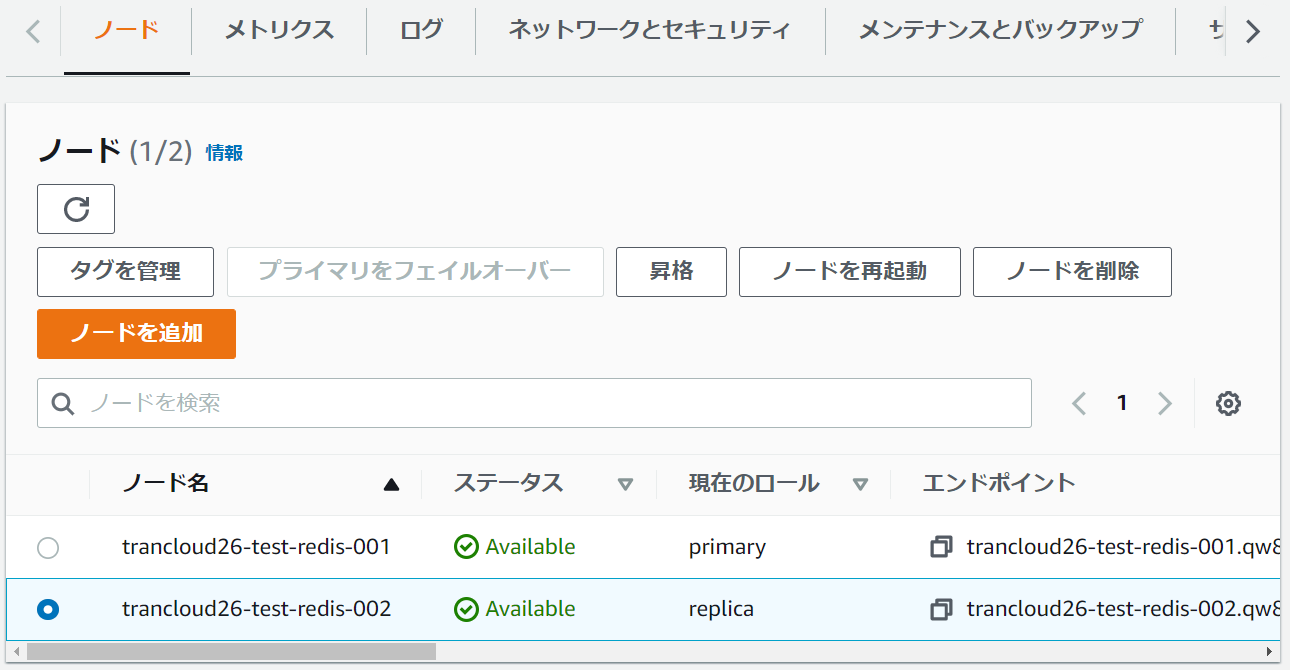 ノード メトリクス ログ ネットワークとセキュリティ メンテナンスとバックアップ サ
ノード (1/2) 情報
タグを管理 プライマリをフェイルオーバー 昇格 ノードを再起動 ノードを削除
ノードを追加
ノードを検索 1
ノード名 ステータス 現在のロール エンドポイント
trancloud26-test-redis-001 Available primary trancloud26-test-redis-001.qw8
trancloud26-test-redis-002 Available replica trancloud26-test-redis-002.qw8